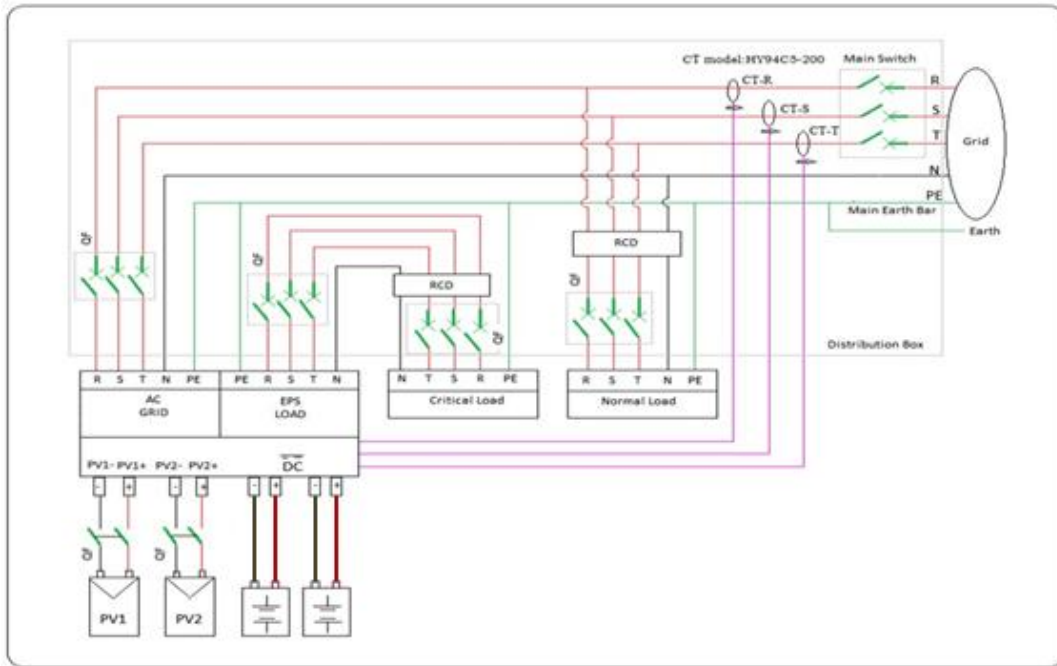 CT model:HY94C5-200
Main Switch
CT-R
CT-S
CT-T
R
S
T
N
PE
Grid
Main Earth Bar
Earth
QF
QF
QF
RCD
RCD
QF
Distribution Box
R S T N PE
PE R S T N
N T S R PE
R S T N PE
AC
GRID
EPS
LOAD
Critical Load
Normal Load
PV1- PV1+ PV2- PV2+
DC
- + - + - + - +
QF
QF
PV1
PV2